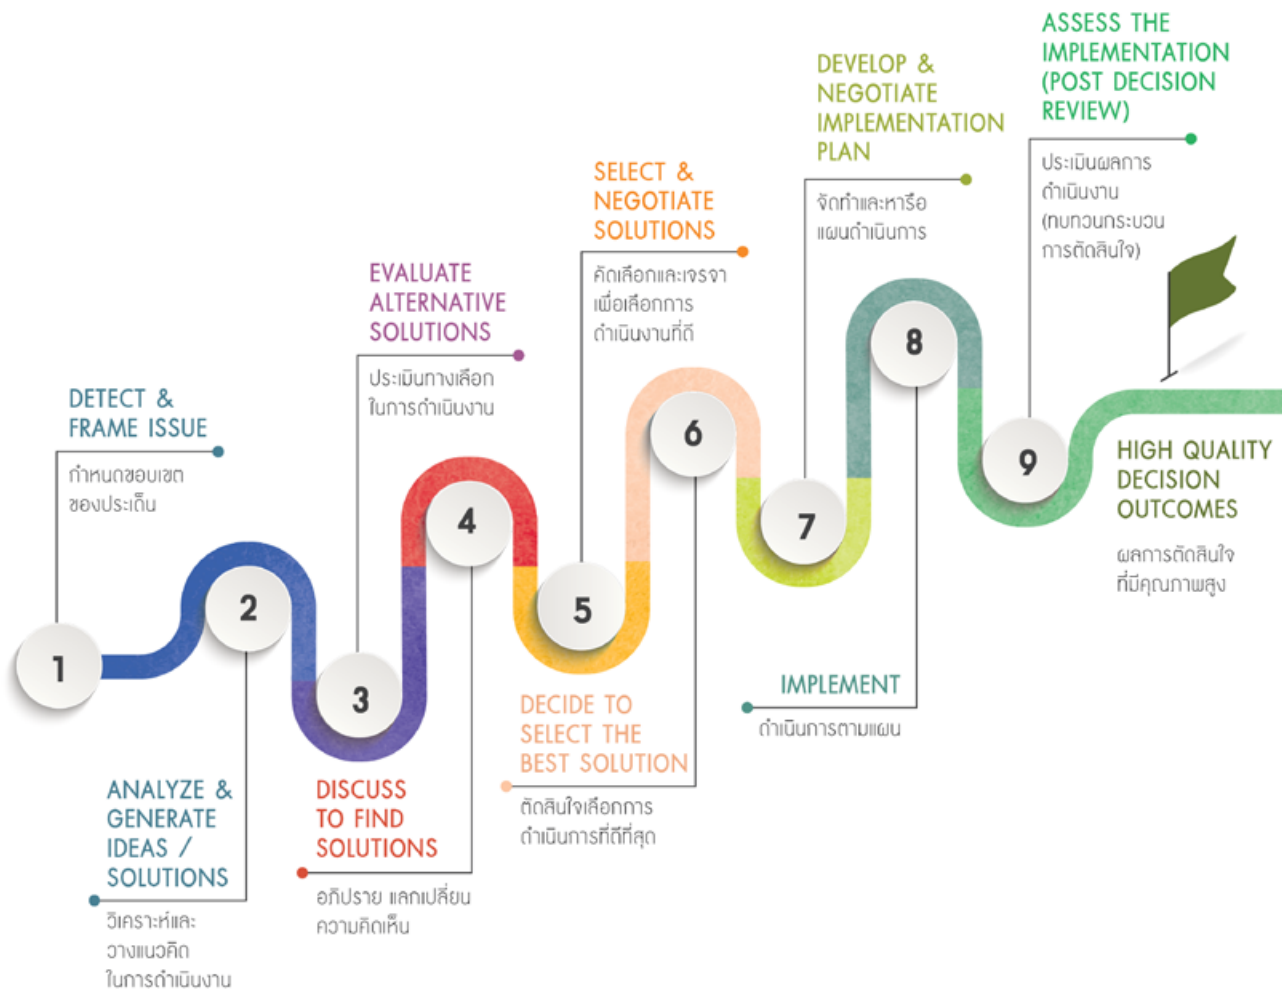 1
DETECT &
FRAME ISSUE
กำหนดขอบเขต
ของประเด็น
2
ANALYZE &
GENERATE
IDEAS /
SOLUTIONS
วิเคราะห์และ
วางแนวคิด
ในการดำเนินงาน
3
EVALUATE
ALTERNATIVE
SOLUTIONS
ประเมินทางเลือก
ในการดำเนินงาน
4
DISCUSS
TO FIND
SOLUTIONS
อภิปราย แลกเปลี่ยน
ความคิดเห็น
5
SELECT &
NEGOTIATE
SOLUTIONS
คัดเลือกและเจรจา
เพื่อเลือกการ
ดำเนินงานที่ดี
6
DECIDE TO
SELECT THE
BEST SOLUTION
ตัดสินใจเลือกการ
ดำเนินการที่ดีที่สุด
7
DEVELOP &
NEGOTIATE
IMPLEMENTATION
PLAN
จัดทำและหารือ
แผนดำเนินการ
8
IMPLEMENT
ดำเนินการตามแผน
9
ASSESS THE
IMPLEMENTATION
(POST DECISION
REVIEW)
ประเมินผลการ
ดำเนินงาน
(ทบทวนกระบวน
การตัดสินใจ)
HIGH QUALITY
DECISION
OUTCOMES
ผลการตัดสินใจ
ที่มีคุณภาพสูง